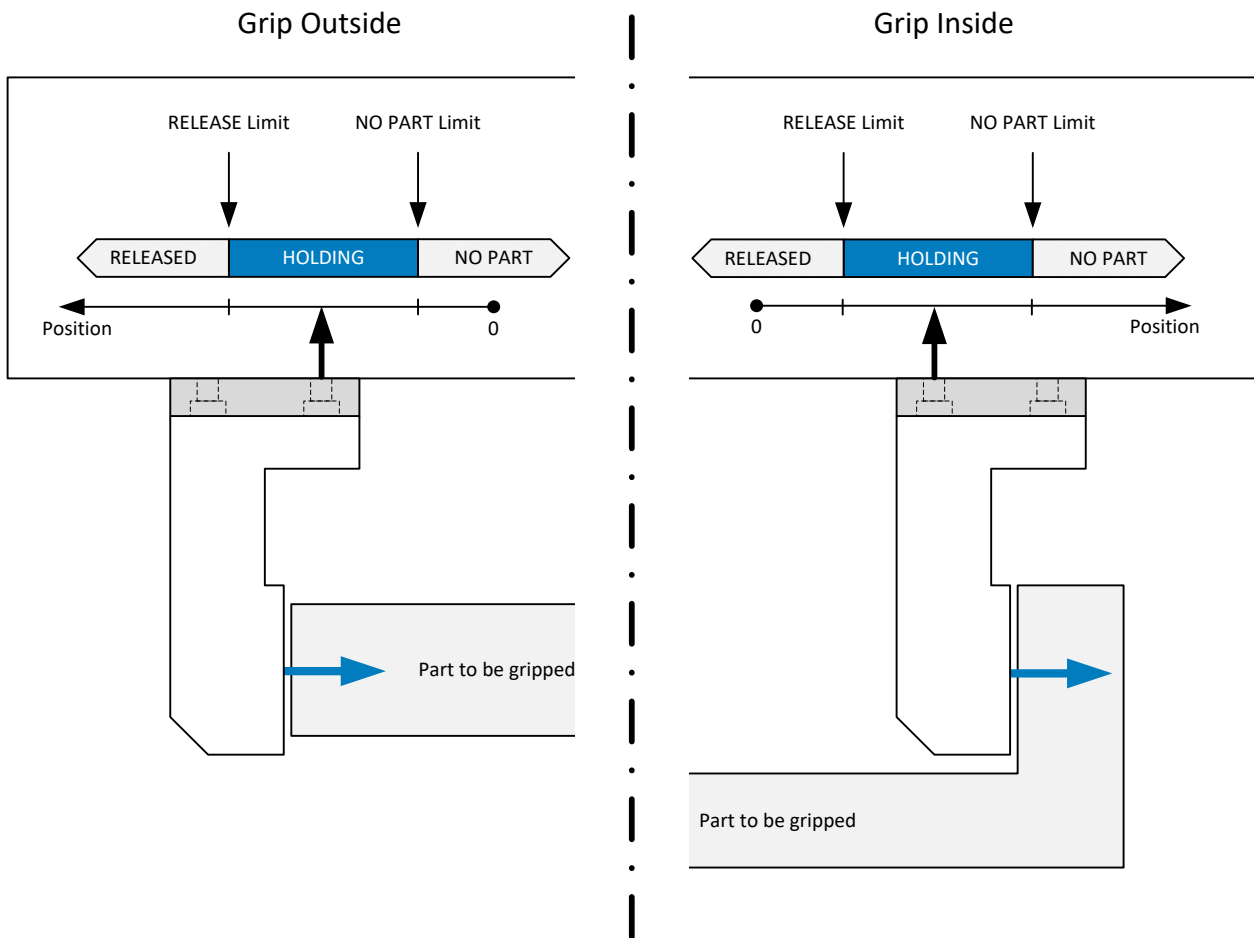 Grip Outside
Grip Inside
RELEASE Limit
NO PART Limit
RELEASE Limit
NO PART Limit
RELEASED
HOLDING
NO PART
RELEASED
HOLDING
NO PART
Position
0
0
Position
Part to be gripped
Part to be gripped